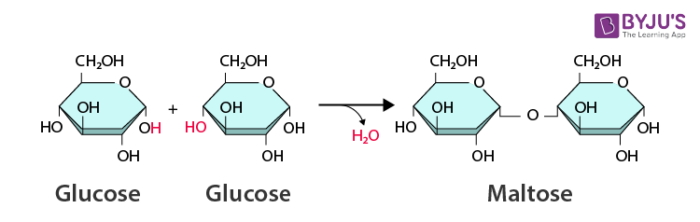 BYJU'S
The Learning App
CH₂OH CH₂OH CH₂OH CH₂OH
O O O O
OH + OH OH OH
HO OH HO OH H₂O HO O OH
OH OH OH OH
Glucose Glucose Maltose